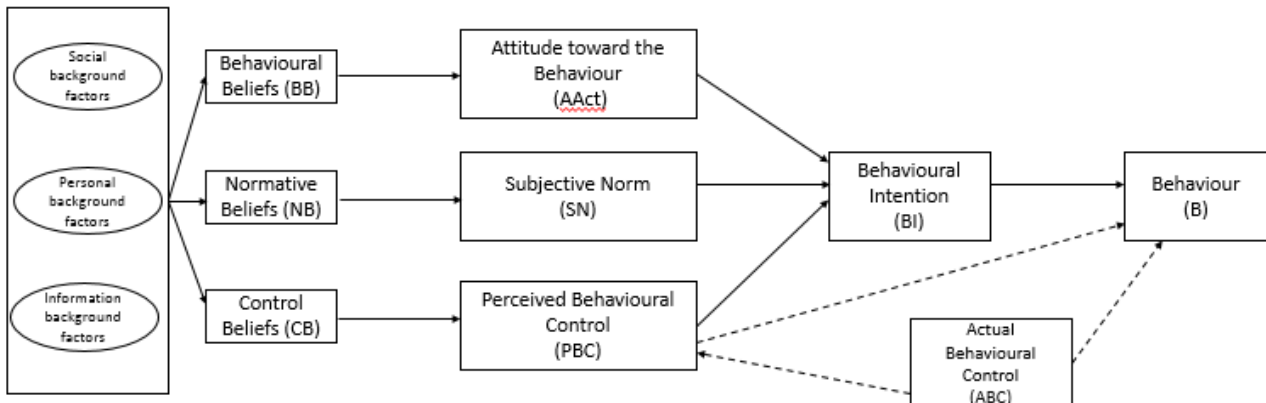 Social
background
factors
Personal
background
factors
Information
background
factors
Behavioural
Beliefs (BB)
Normative
Beliefs (NB)
Control
Beliefs (CB)
Attitude toward the
Behaviour
(AAct)
Subjective Norm
(SN)
Perceived Behavioural
Control
(PBC)
Behavioural
Intention
(BI)
Behaviour
(B)
Actual
Behavioural
Control
(ABC)